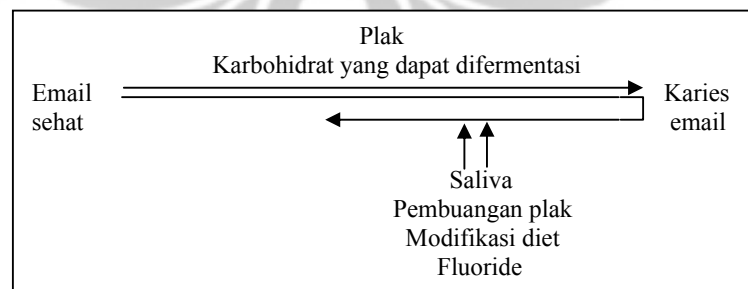 Plak
Karbohidrat yang dapat difermentasi
Email
sehat
Karies
email
Saliva
Pembuangan plak
Modifikasi diet
Fluoride